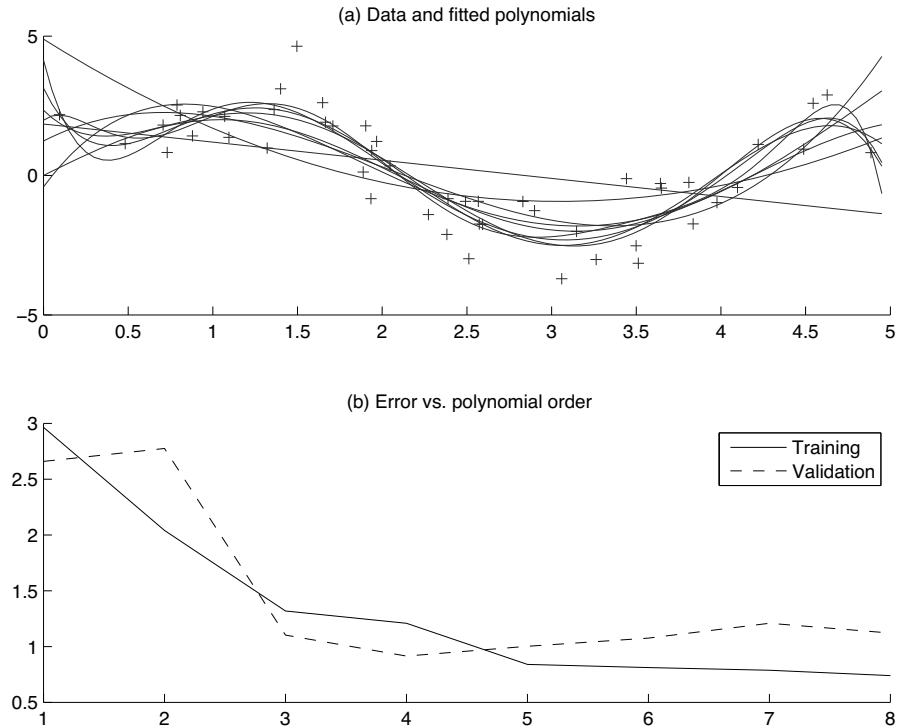 (a) Data and fitted polynomials
5
0
−5
0 0.5 1 1.5 2 2.5 3 3.5 4 4.5 5
(b) Error vs. polynomial order
3
2.5
2
1.5
1
0.5
Training
Validation
1 2 3 4 5 6 7 8